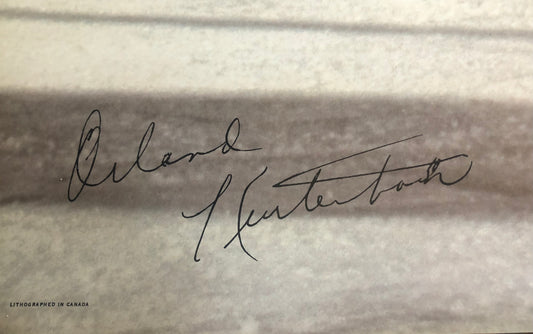 Orland
Kurtenbach
LITHOGRAPHED IN CANADA